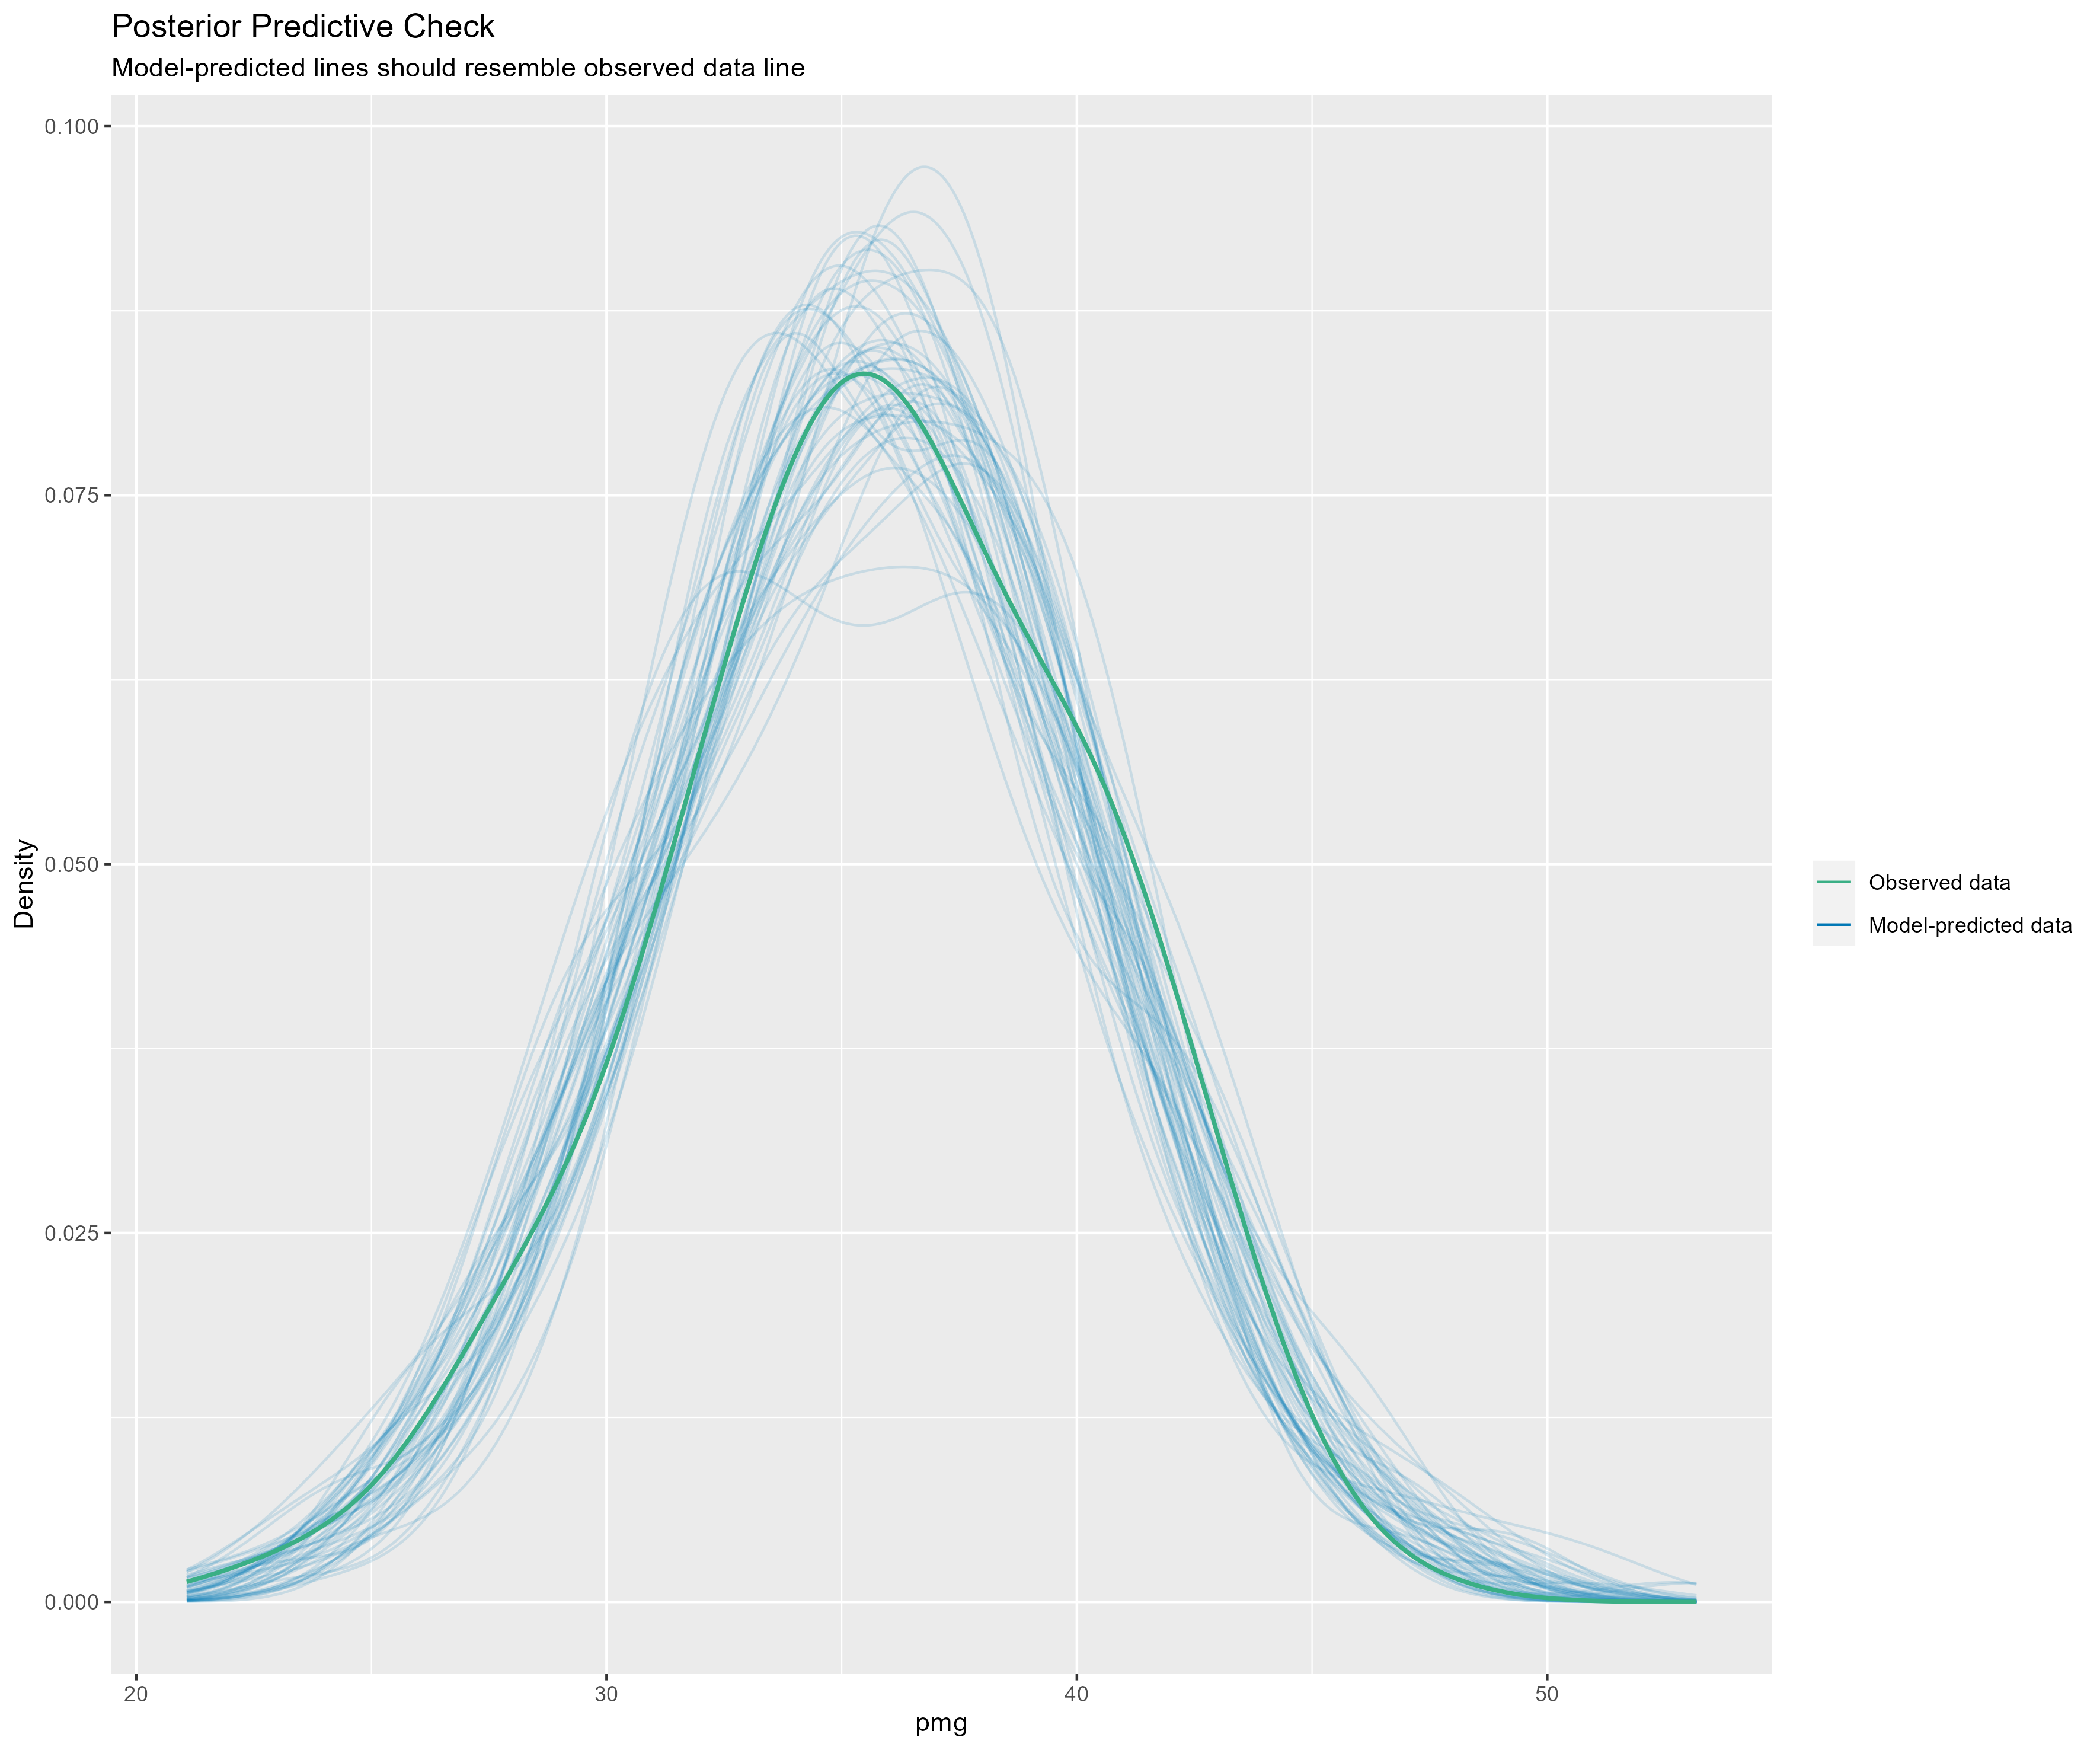 Posterior Predictive Check
Model-predicted lines should resemble observed data line
0.100
0.075
0.050
0.025
0.000
Density
20
30
40
50
pmg
Observed data
Model-predicted data